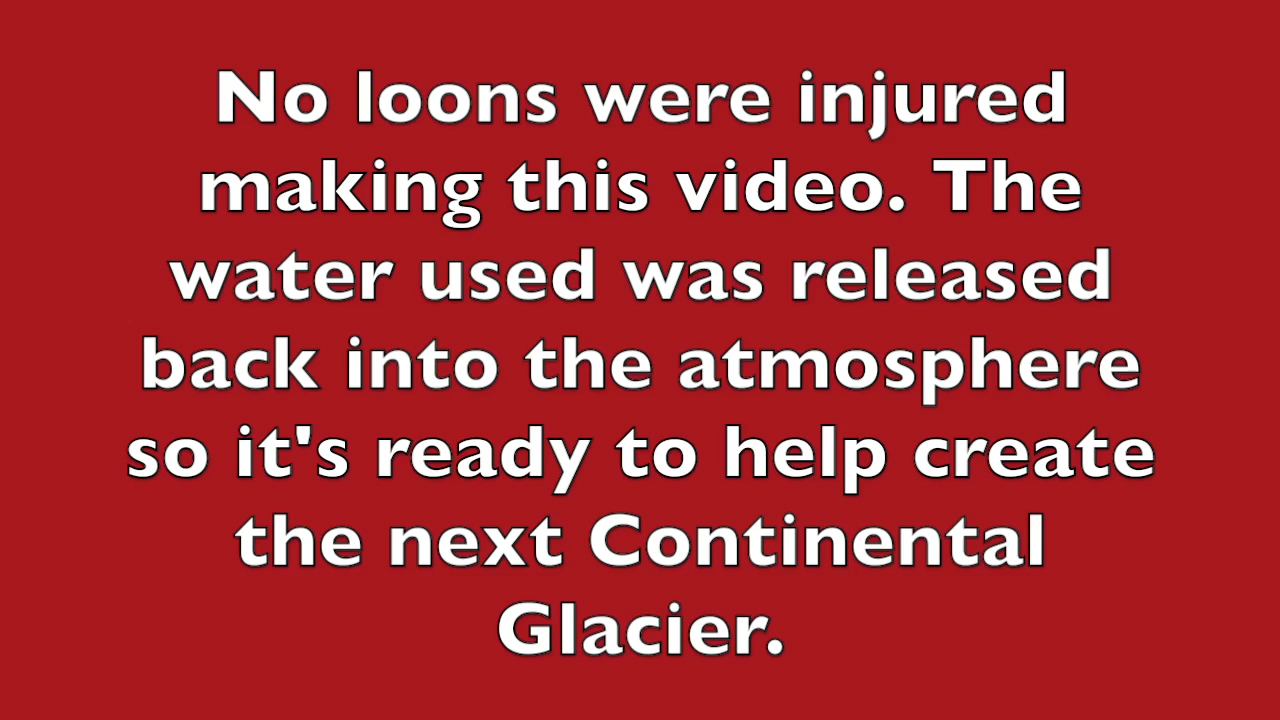 No loons were injured
making this video. The
water used was released
back into the atmosphere
so it's ready to help create
the next Continental
Glacier.